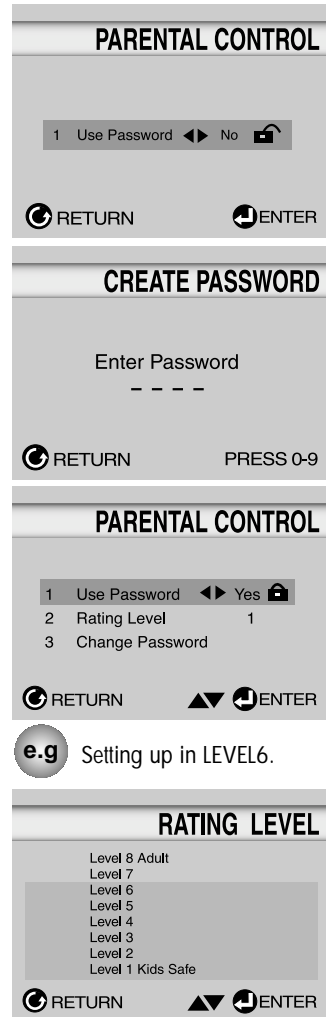 PARENTAL CONTROL
1 Use Password ◀▶ No
RETURN ENTER
CREATE PASSWORD
Enter Password
– – – –
RETURN PRESS 0-9
PARENTAL CONTROL
1 Use Password ◀▶ Yes
2 Rating Level 1
3 Change Password
RETURN ▲▼ ENTER
e.g Setting up in LEVEL6.
RATING LEVEL
Level 8 Adult
Level 7
Level 6
Level 5
Level 4
Level 3
Level 2
Level 1 Kids Safe
RETURN ▲▼ ENTER